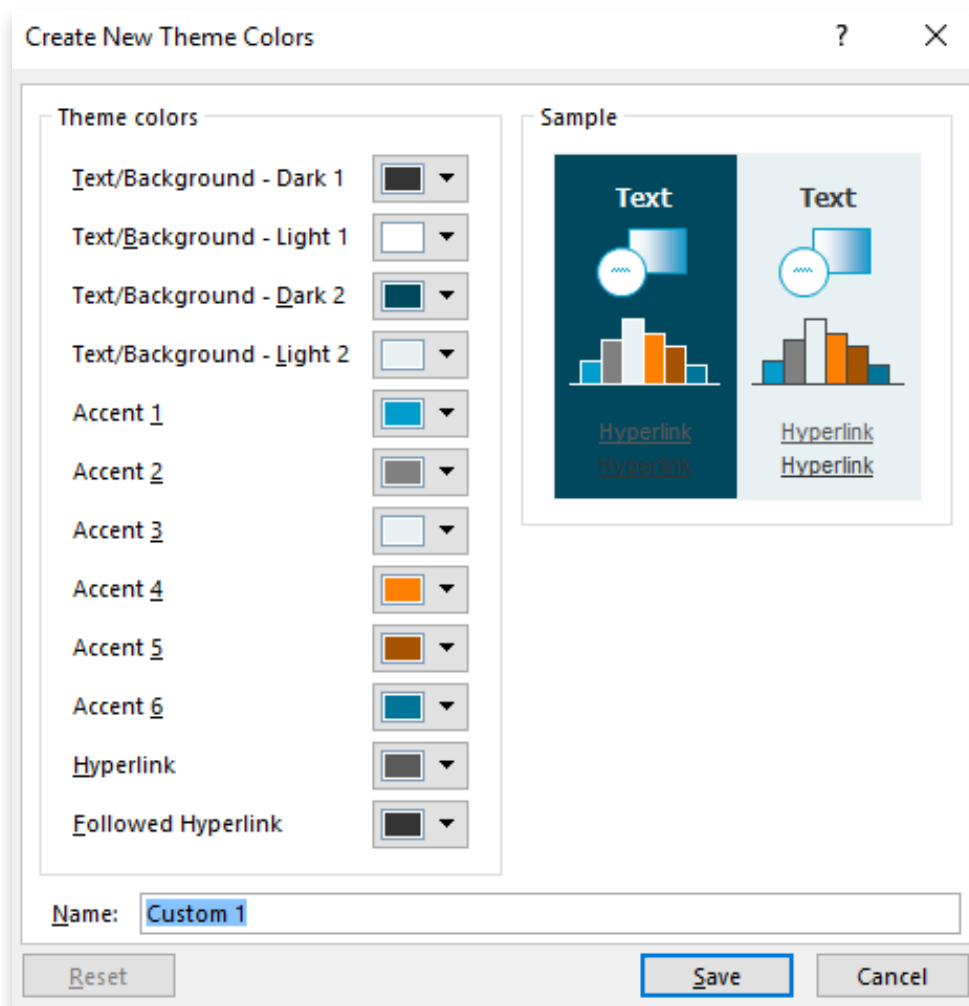 Create New Theme Colors
?
Theme colors
Text/Background - Dark 1
Text/Background - Light 1
Text/Background - Dark 2
Text/Background - Light 2
Accent 1
Accent 2
Accent 3
Accent 4
Accent 5
Accent 6
Hyperlink
Followed Hyperlink
Sample
Text Text
Hyperlink Hyperlink
Hyperlink Hyperlink
Name: Custom 1
Reset Save Cancel